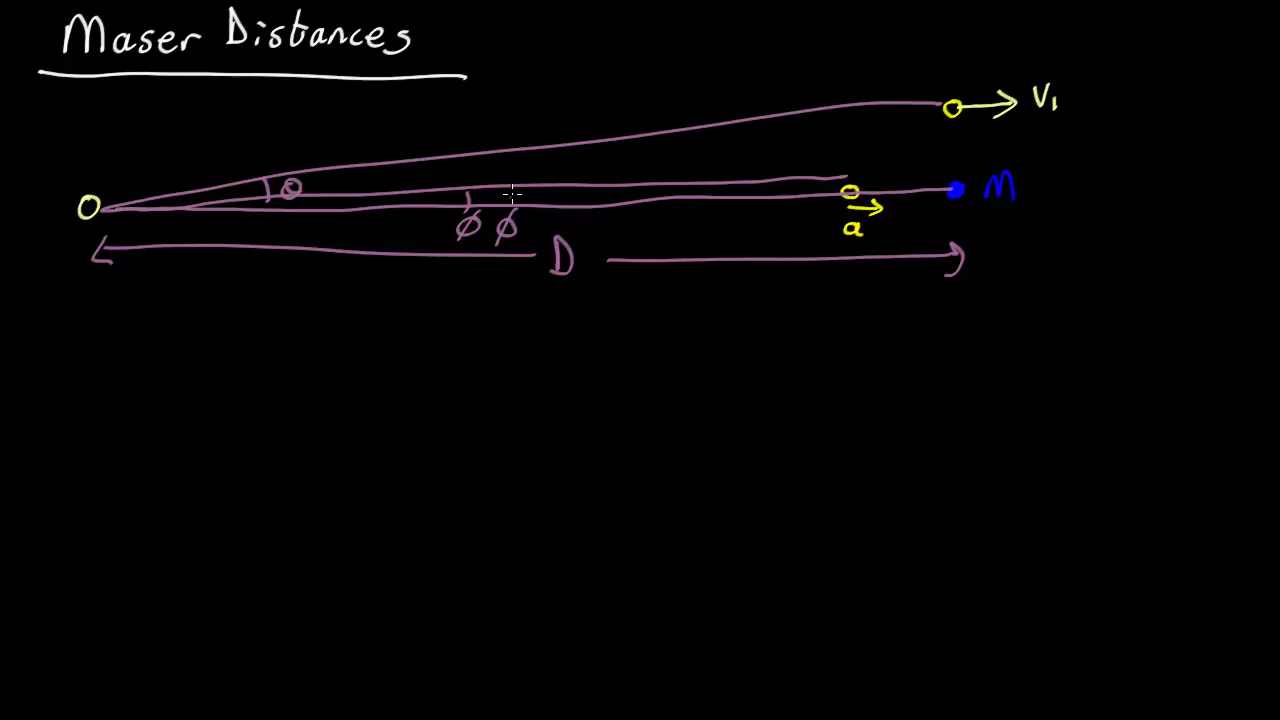 Maser Distances
V₁
θ
M
ϕ ϕ
a
D